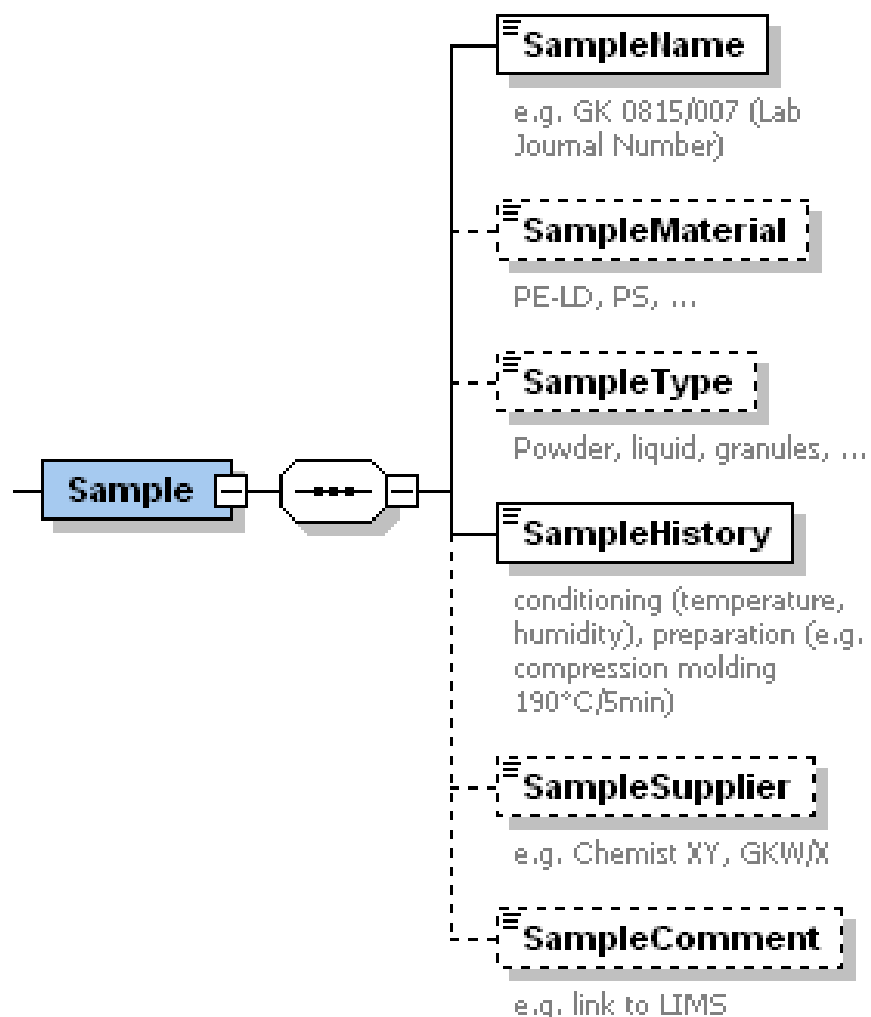 SampleName
e.g. GK 0815/007 (Lab
Journal Number)
SampleMaterial
PE-LD, PS, ...
SampleType
Powder, liquid, granules, ...
Sample
SampleHistory
conditioning (temperature,
humidity), preparation (e.g.
compression molding
190°C/5min)
SampleSupplier
e.g. Chemist XY, GKW/X
SampleComment
e.g. link to LIMS